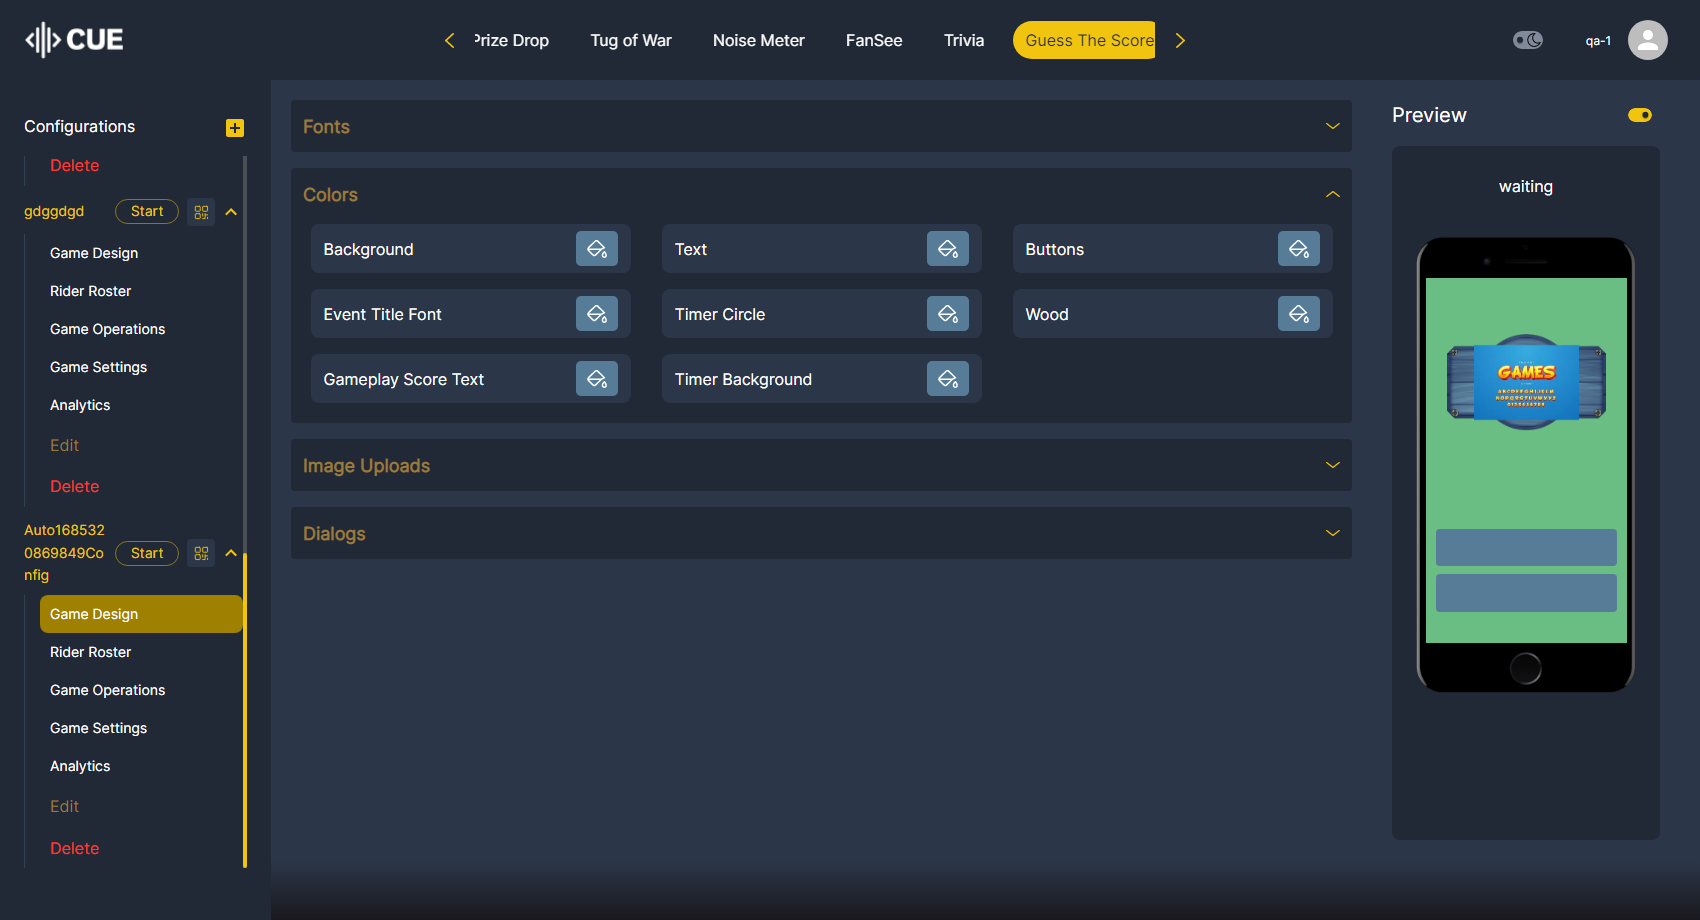 CUE
Prize Drop
Tug of War
Noise Meter
FanSee
Trivia
Guess The Score
qa-1
Configurations
Delete
gdggdgd
Start
Game Design
Rider Roster
Game Operations
Game Settings
Analytics
Edit
Delete
Auto168532
0869849Co
nfig
Start
Game Design
Rider Roster
Game Operations
Game Settings
Analytics
Edit
Delete
Fonts
Colors
Background
Text
Buttons
Event Title Font
Timer Circle
Wood
Gameplay Score Text
Timer Background
Image Uploads
Dialogs
Preview
waiting
GAMES